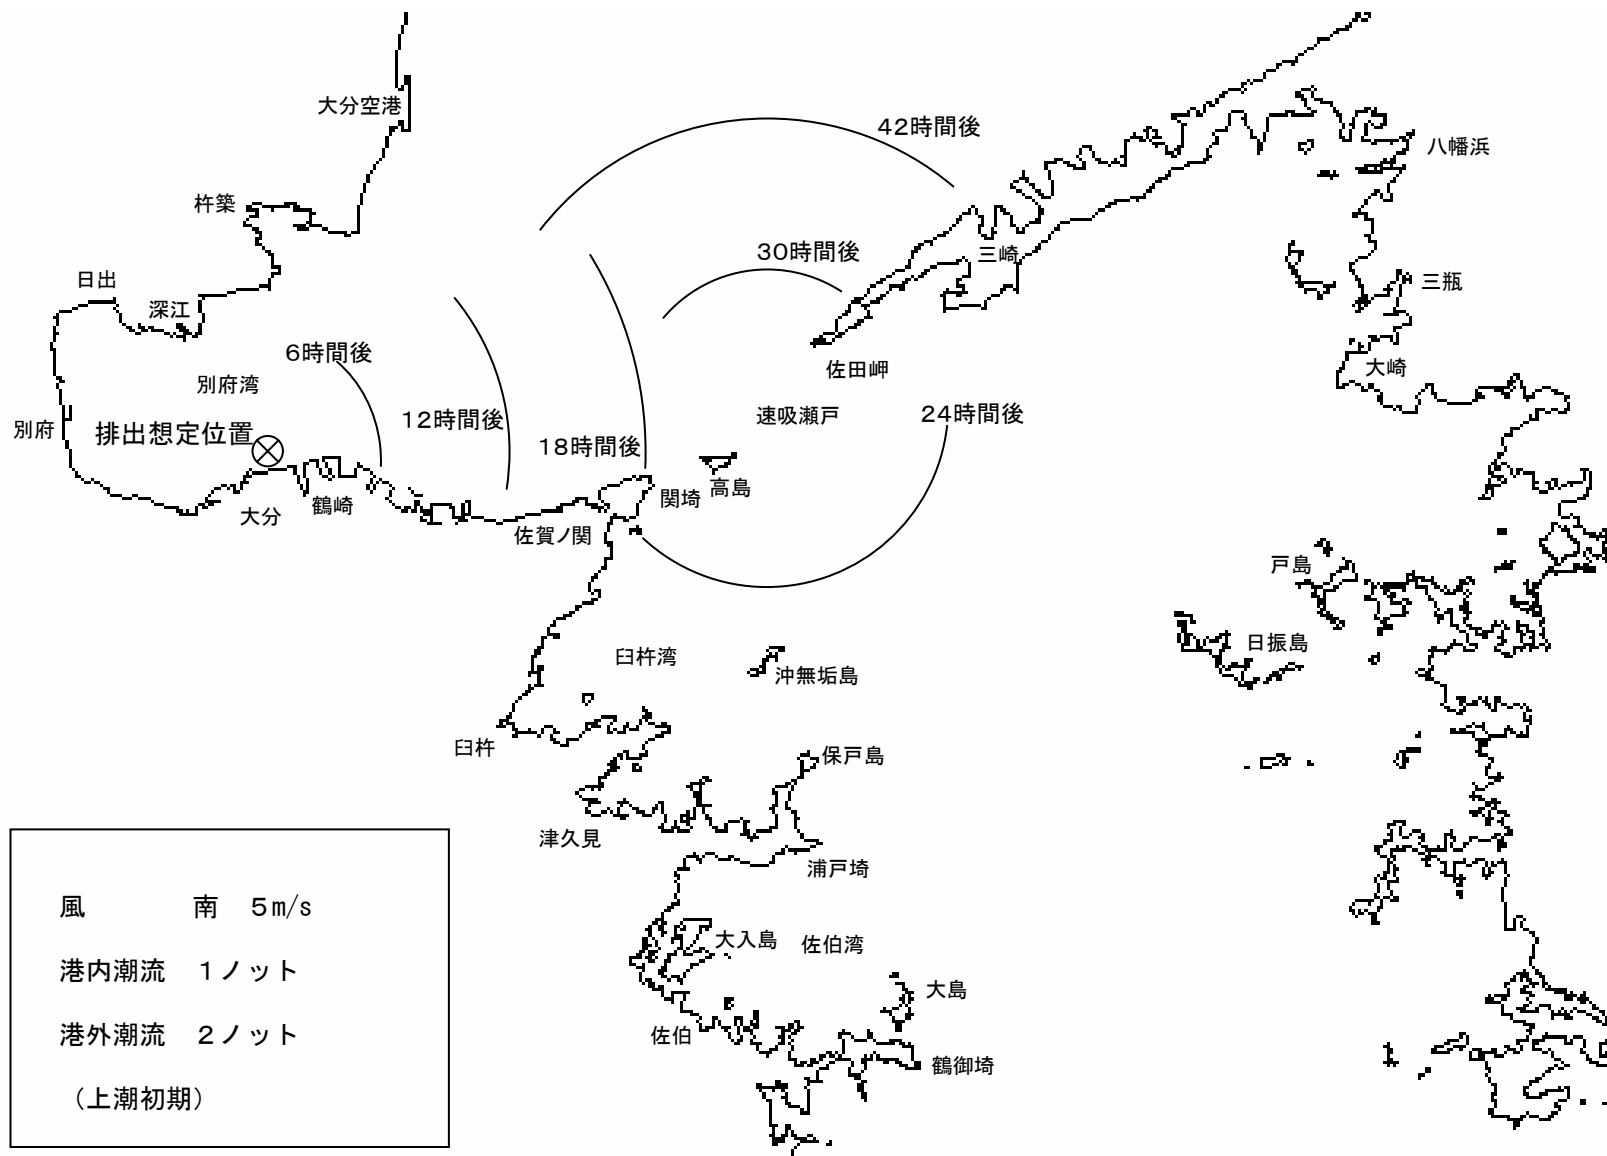 大分空港
42時間後
八幡浜
杵築
三崎
30時間後
日出
三瓶
深江
6時間後
佐田岬
大崎
別府湾
12時間後
速吸瀬戸
24時間後
別府
排出想定位置
18時間後
関埼
高島
大分
鶴崎
佐賀ノ関
戸島
臼杵湾
日振島
沖無垢島
臼杵
保戸島
津久見
浦戸埼
大入島
佐伯湾
大島
佐伯
鶴御埼
風 南 5m/s
港内潮流 1ノット
港外潮流 2ノット
（上潮初期）